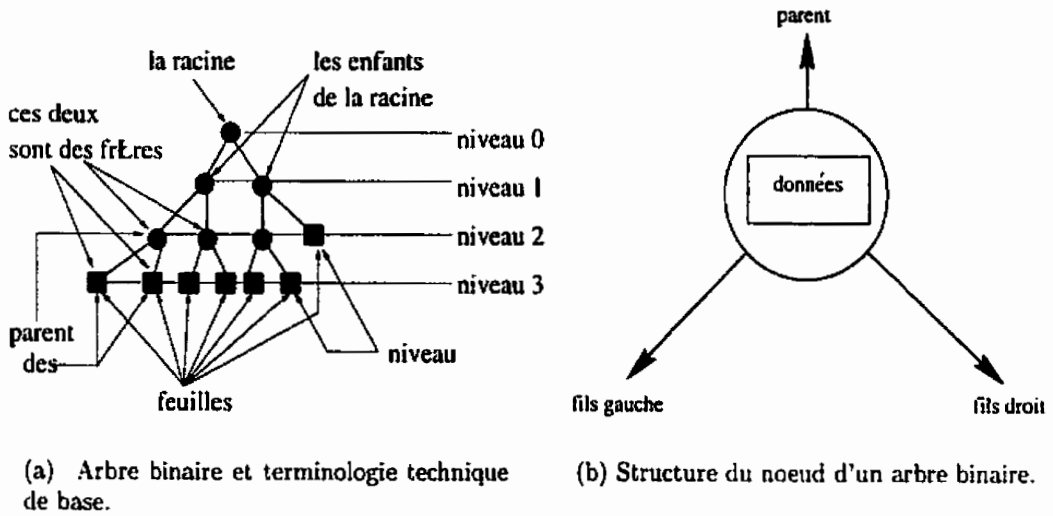 la racine
les enfants
de la racine
ces deux
sont des frŁres
niveau 0
niveau 1
niveau 2
niveau 3
parent
des
niveau
feuilles
(a) Arbre binaire et terminologie technique
de base.
parent
données
fils gauche
fils droit
(b) Structure du noeud d'un arbre binaire.